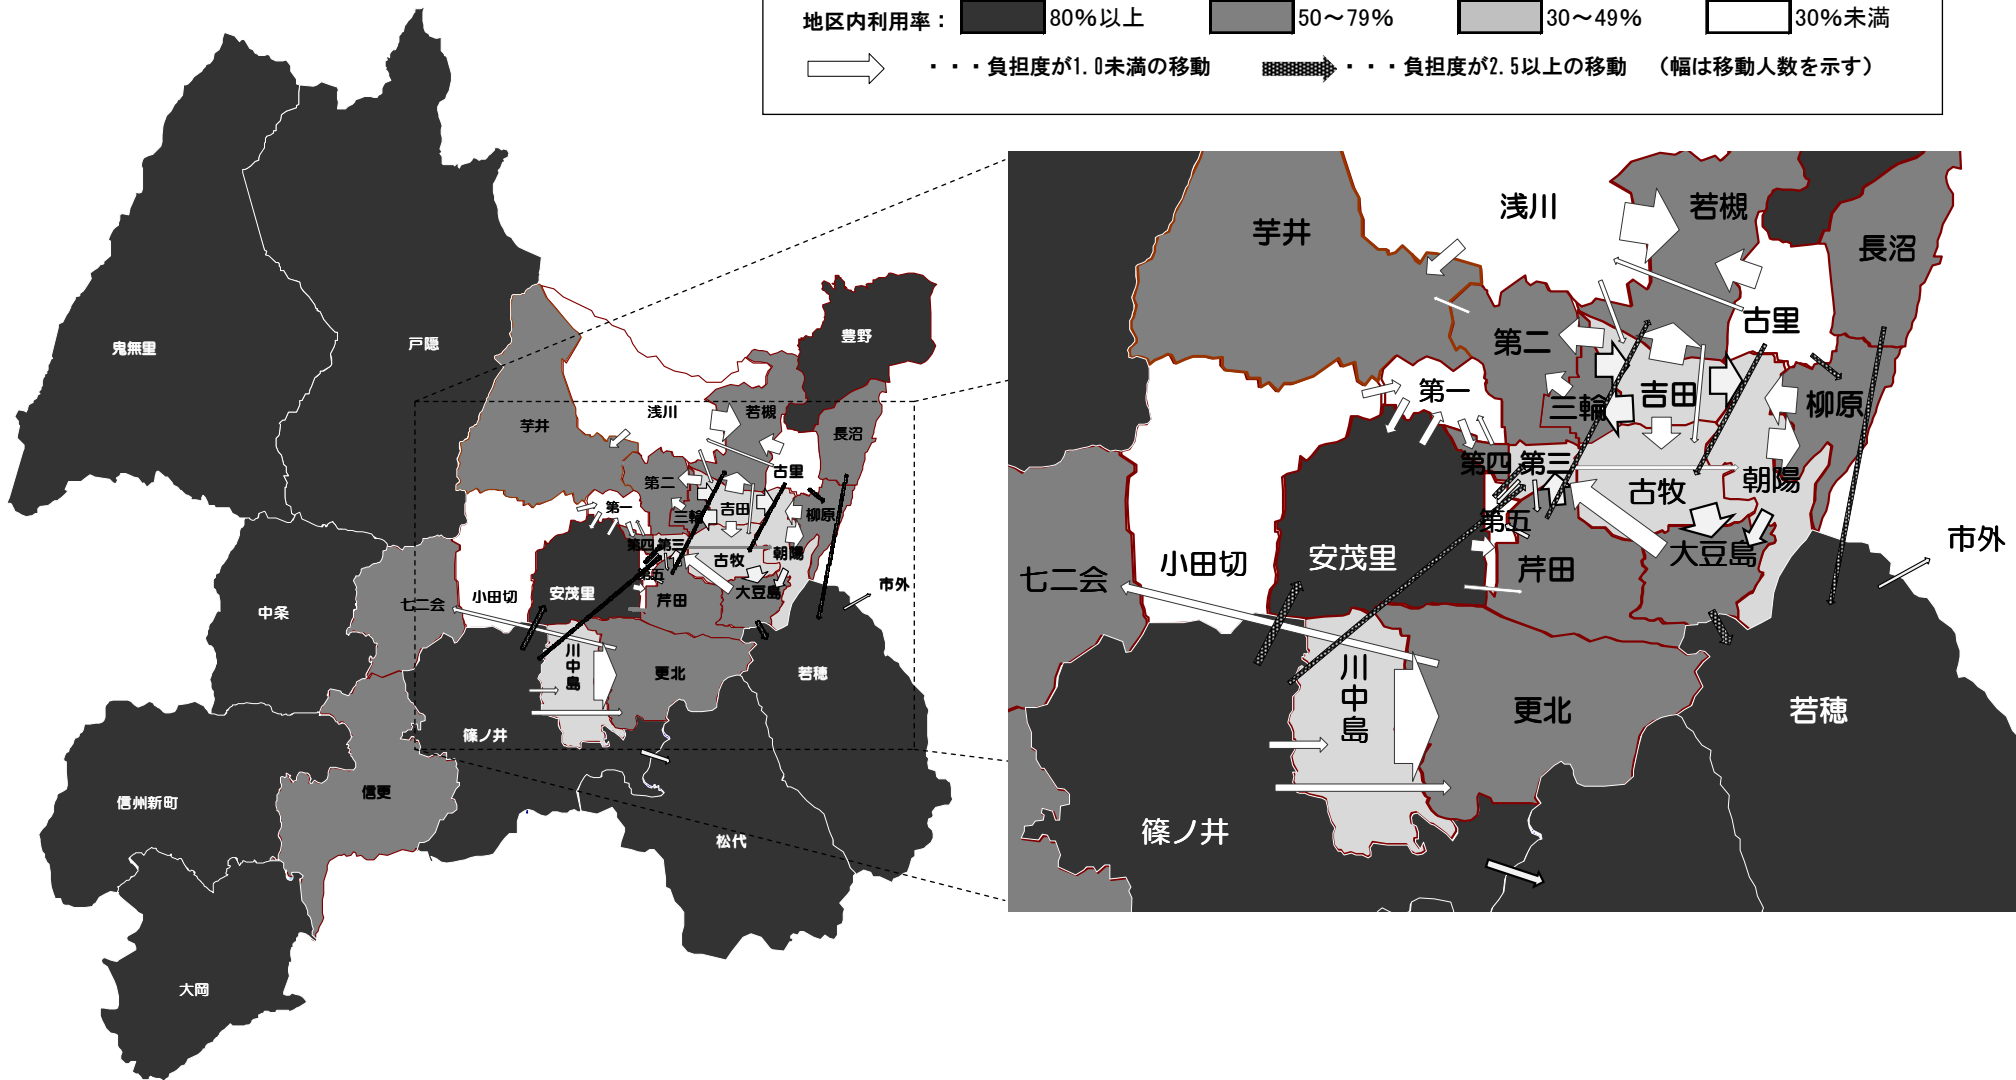 地区内利用率： 80％以上 50～79％ 30～49％ 30％未満
・・・負担度が1.0未満の移動 ・・・負担度が2.5以上の移動 （幅は移動人数を示す）
鬼無里
戸隠
豊野
芋井
浅川
若槻
長沼
古里
第二
第一
吉田
三輪
柳原
第四
第三
古牧
朝陽
第五
大豆島
芹田
安茂里
小田切
七二会
中条
市外
川中島
更北
若穂
篠ノ井
信更
信州新町
松代
大岡
浅川
若槻
芋井
長沼
古里
第二
第一
吉田
三輪
柳原
第四
第三
古牧
朝陽
第五
大豆島
市外
芹田
安茂里
小田切
七二会
川中島
更北
若穂
篠ノ井